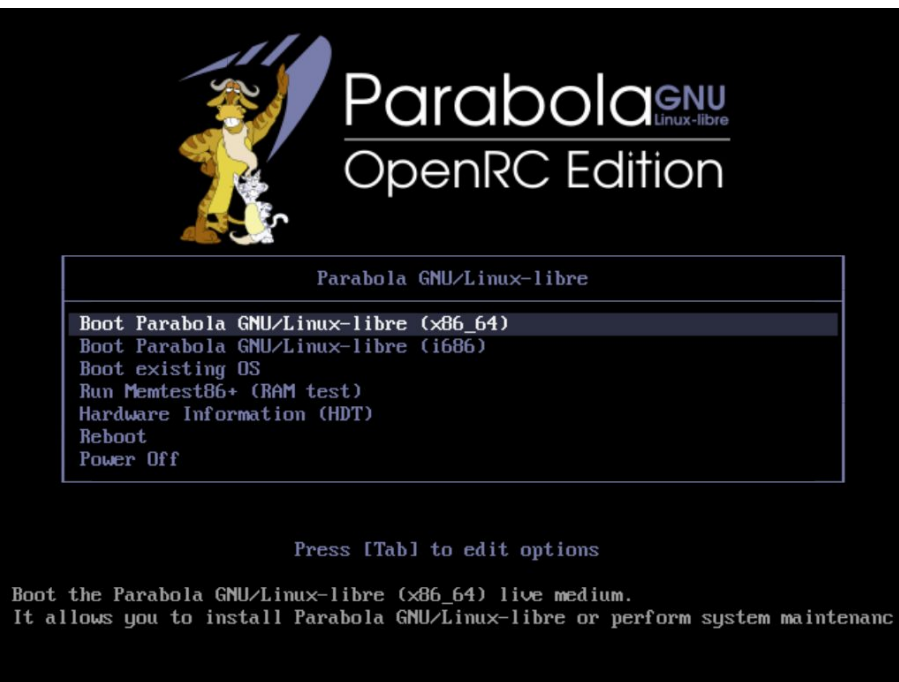 Parabola GNU
Linux-libre
OpenRC Edition
Parabola GNU/Linux-libre
Boot Parabola GNU/Linux-libre (x86_64)
Boot Parabola GNU/Linux-libre (i686)
Boot existing OS
Run Memtest86+ (RAM test)
Hardware Information (HDT)
Reboot
Power Off
Press [Tab] to edit options
Boot the Parabola GNU/Linux-libre (x86_64) live medium.
It allows you to install Parabola GNU/Linux-libre or perform system maintenanc